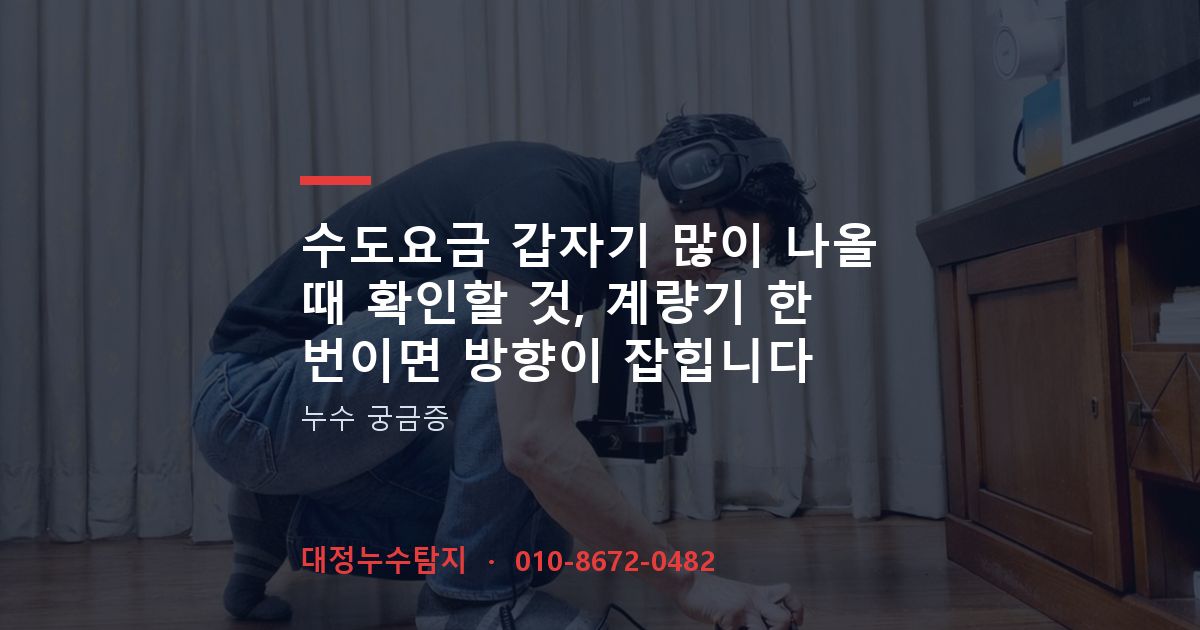 수도요금 갑자기 많이 나올
때 확인할 것, 계량기 한
번이면 방향이 잡힙니다
누수 궁금증
대정누수탐지 · 010-8672-0482